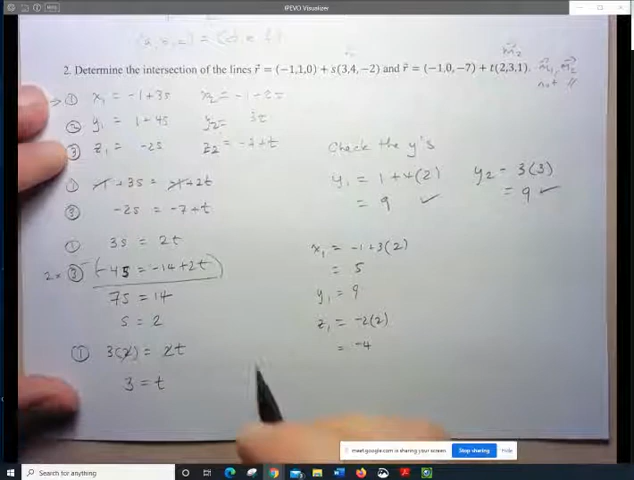 IPEVO Visualizer
2. Determine the intersection of the lines r⃗ = (−1,1,0) + s(3,4,−2) and r⃗ = (−1,0,−7) + t(2,3,1).
m⃗₂
m⃗₁, m⃗₂
not //
→ ① x₁ = -1+3s
② y₁ = 1+4s y₂ = 3t
③ z₁ = -2s z₂ = -7+t
① -1+3s = -1+2t
③ -2s = -7+t
① 3s = 2t
2× ③ -(-4s = -14+2t)
7s = 14
s = 2
① 3(2) = 2t
3 = t
Check the y's
y₁ = 1+4(2) y₂ = 3(3)
= 9 ✓ = 9 ✓
x₁ = -1+3(2)
= 5
y₁ = 9
z₁ = -2(2)
= -4
meet.google.com is sharing your screen. Stop sharing Hide
Type here to search